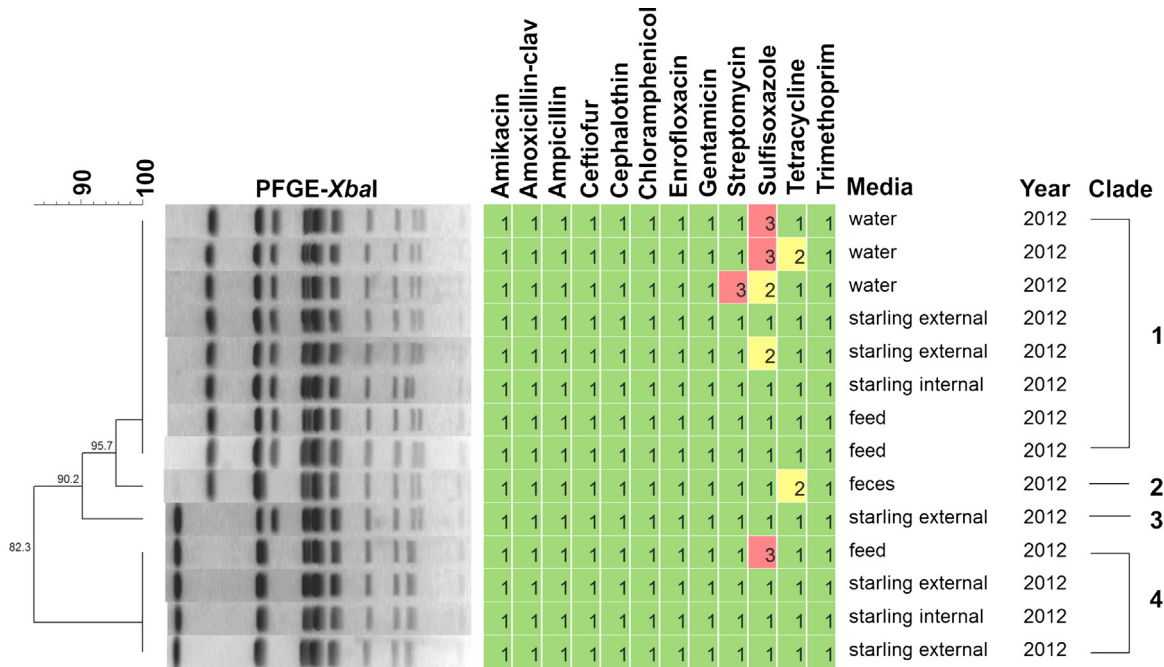 Amikacin
Amoxicillin-clav
Ampicillin
Ceftiofur
Cephalothin
Chloramphenicol
Enrofloxacin
Gentamicin
Streptomycin
Sulfisoxazole
Tetracycline
Trimethoprim
90 100 PFGE-XbaI Media Year Clade
1 1 1 1 1 1 1 1 1 3 1 1 water 2012
1 1 1 1 1 1 1 1 1 3 2 1 water 2012
1 1 1 1 1 1 1 1 3 2 1 1 water 2012
1 1 1 1 1 1 1 1 1 1 1 1 starling external 2012
1
1 1 1 1 1 1 1 1 1 2 1 1 starling external 2012
1 1 1 1 1 1 1 1 1 1 1 1 starling internal 2012
1 1 1 1 1 1 1 1 1 1 1 1 feed 2012
95.7 1 1 1 1 1 1 1 1 1 1 1 1 feed 2012
90.2 1 1 1 1 1 1 1 1 1 1 2 1 feces 2012 2
1 1 1 1 1 1 1 1 1 1 1 1 starling external 2012 3
82.3 1 1 1 1 1 1 1 1 1 3 1 1 feed 2012
1 1 1 1 1 1 1 1 1 1 1 1 starling external 2012
4
1 1 1 1 1 1 1 1 1 1 1 1 starling internal 2012
1 1 1 1 1 1 1 1 1 1 1 1 starling external 2012